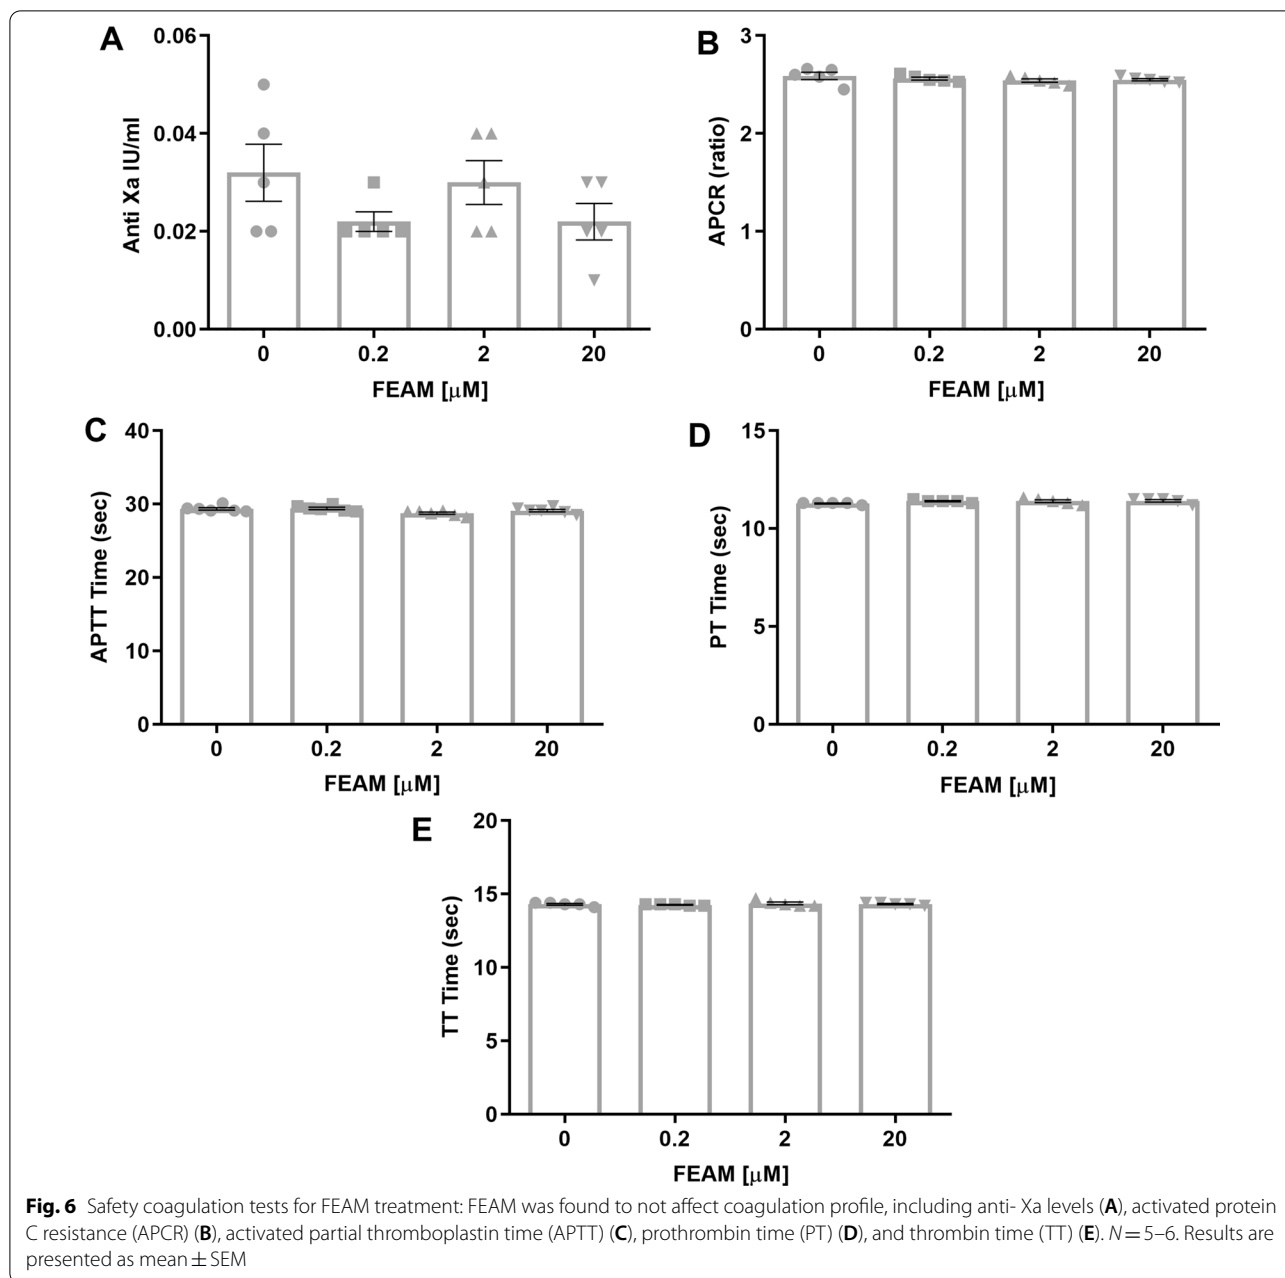 A
0.06
0.04
0.02
0.00
Anti Xa IU/ml
0 0.2 2 20
FEAM [μM]
B
3
2
1
0
APCR (ratio)
0 0.2 2 20
FEAM [μM]
C
40
30
20
10
0
APTT Time (sec)
0 0.2 2 20
FEAM [μM]
D
15
10
5
0
PT Time (sec)
0 0.2 2 20
FEAM [μM]
E
20
15
10
5
0
TT Time (sec)
0 0.2 2 20
FEAM [μM]
Fig. 6 Safety coagulation tests for FEAM treatment: FEAM was found to not affect coagulation profile, including anti- Xa levels (A), activated protein
C resistance (APCR) (B), activated partial thromboplastin time (APTT) (C), prothrombin time (PT) (D), and thrombin time (TT) (E). N = 5–6. Results are
presented as mean ± SEM